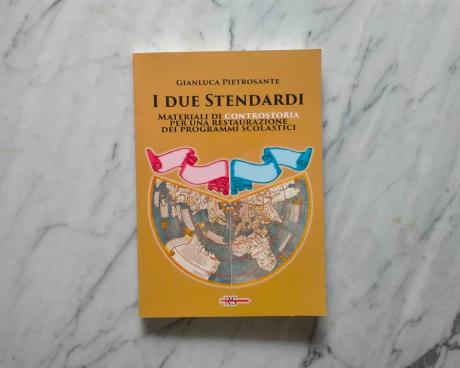 Gianluca Pietrosante
I due Stendardi
Materiali di controstoria
per una restaurazione
dei programmi scolastici
RS